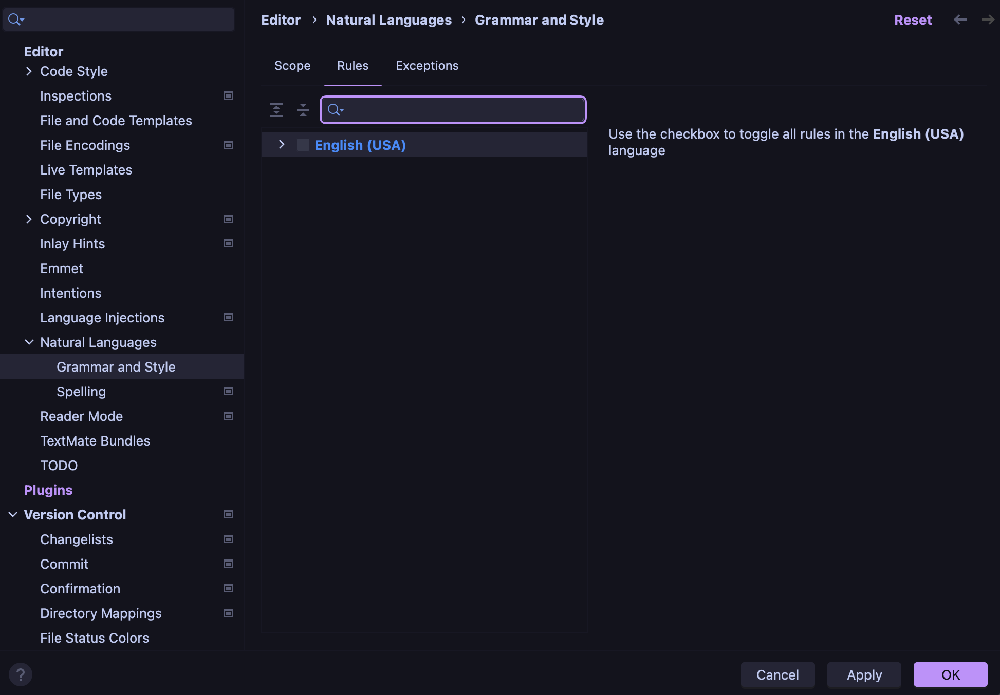 Editor
Code Style
Inspections
File and Code Templates
File Encodings
Live Templates
File Types
Copyright
Inlay Hints
Emmet
Intentions
Language Injections
Natural Languages
Grammar and Style
Spelling
Reader Mode
TextMate Bundles
TODO
Plugins
Version Control
Changelists
Commit
Confirmation
Directory Mappings
File Status Colors
?
Editor › Natural Languages › Grammar and Style
Reset
Scope Rules Exceptions
English (USA)
Use the checkbox to toggle all rules in the English (USA)
language
Cancel Apply OK